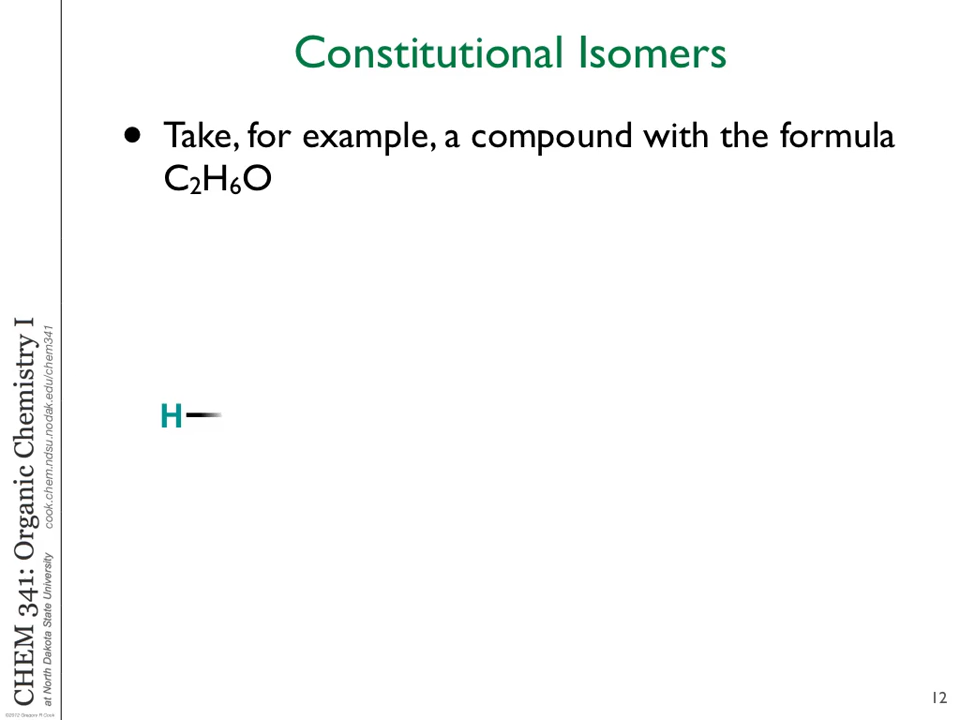 Constitutional Isomers
• Take, for example, a compound with the formula
C₂H₆O
H
CHEM 341: Organic Chemistry I
at North Dakota State University cook.chem.ndsu.nodak.edu/chem341
12